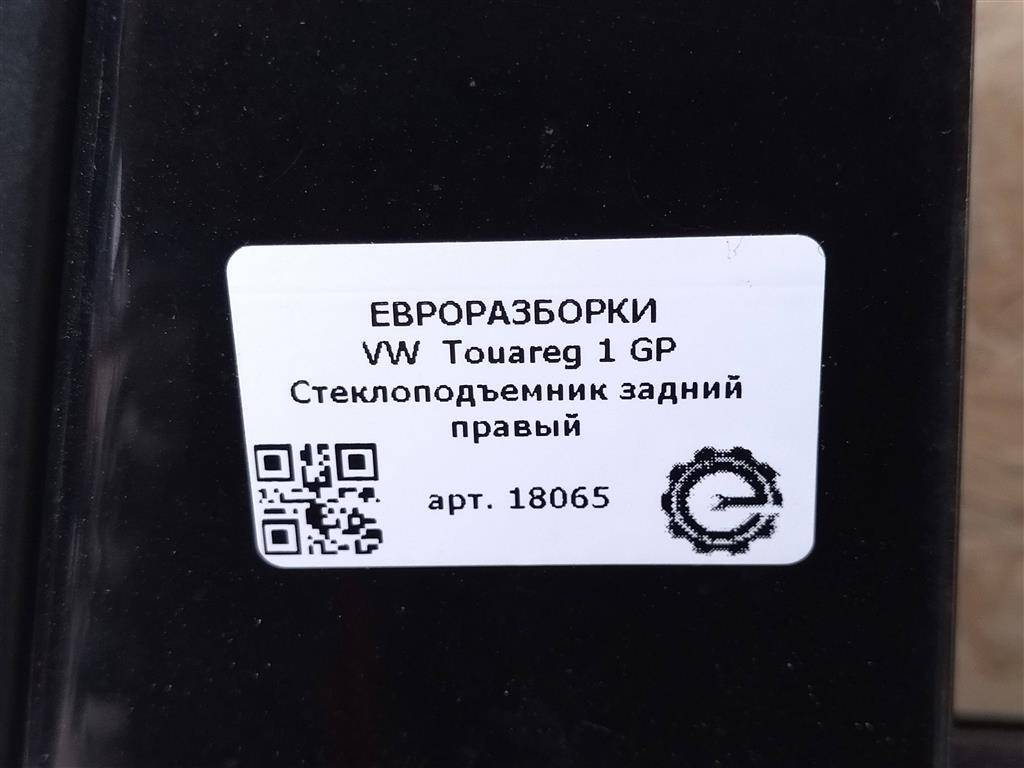 ЕВРОРАЗБОРКИ
VW Touareg 1 GP
Стеклоподъемник задний
правый
арт. 18065